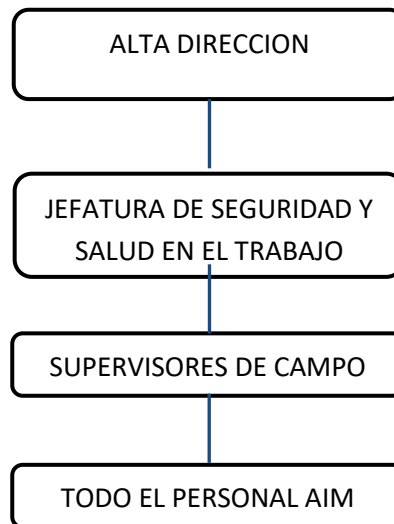 ALTA DIRECCION
JEFATURA DE SEGURIDAD Y
SALUD EN EL TRABAJO
SUPERVISORES DE CAMPO
TODO EL PERSONAL AIM